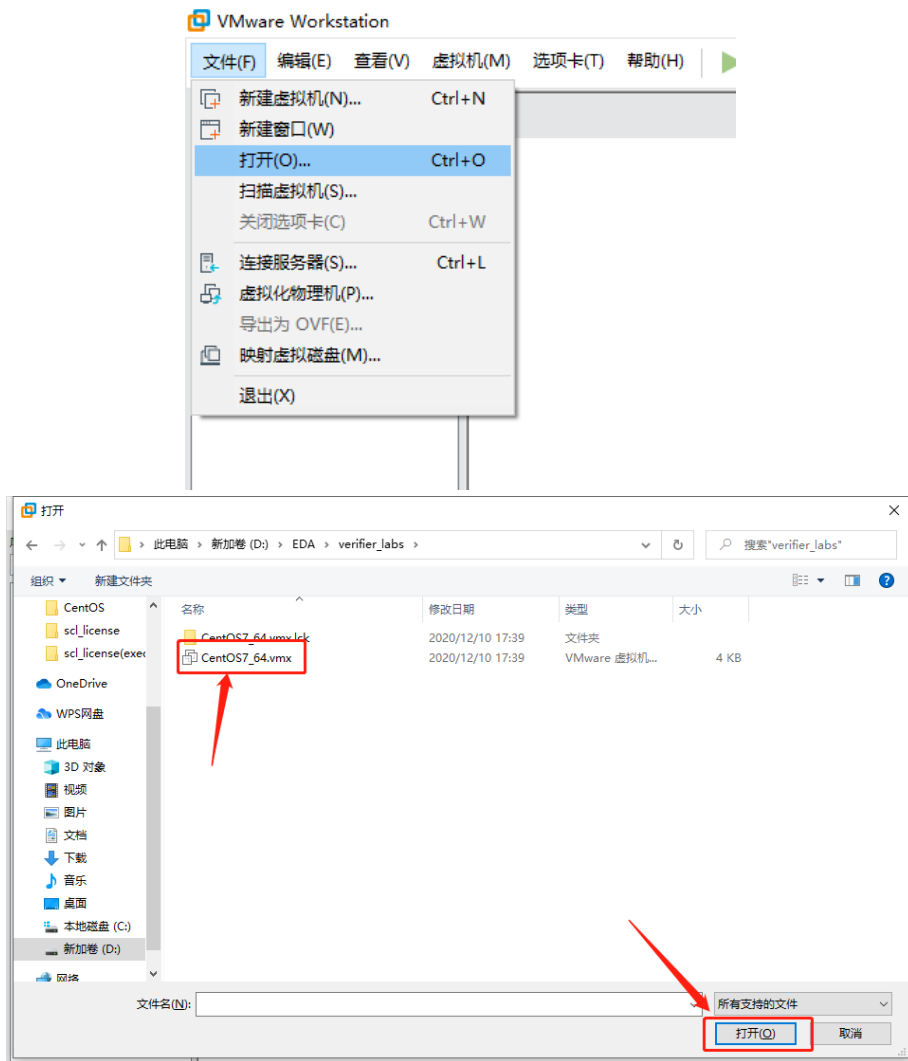 VMware Workstation
文件(F) 编辑(E) 查看(V) 虚拟机(M) 选项卡(T) 帮助(H)
新建虚拟机(N)... Ctrl+N
新建窗口(W)
打开(O)... Ctrl+O
扫描虚拟机(S)...
关闭选项卡(C) Ctrl+W
连接服务器(S)... Ctrl+L
虚拟化物理机(P)...
导出为 OVF(E)...
映射虚拟磁盘(M)...
退出(X)
打开
此电脑 › 新加卷 (D:) › EDA › verifier_labs ›
搜索"verifier_labs"
组织 新建文件夹
名称 修改日期 类型 大小
CentOS
scl_license
scl_license(exec
OneDrive
WPS网盘
此电脑
3D 对象
视频
图片
文档
下载
音乐
桌面
本地磁盘 (C:)
新加卷 (D:)
网络
CentOS7_64.vmx.lck 2020/12/10 17:39 文件夹
CentOS7_64.vmx 2020/12/10 17:39 VMware 虚拟机... 4 KB
文件名(N): 所有支持的文件
打开(O) 取消